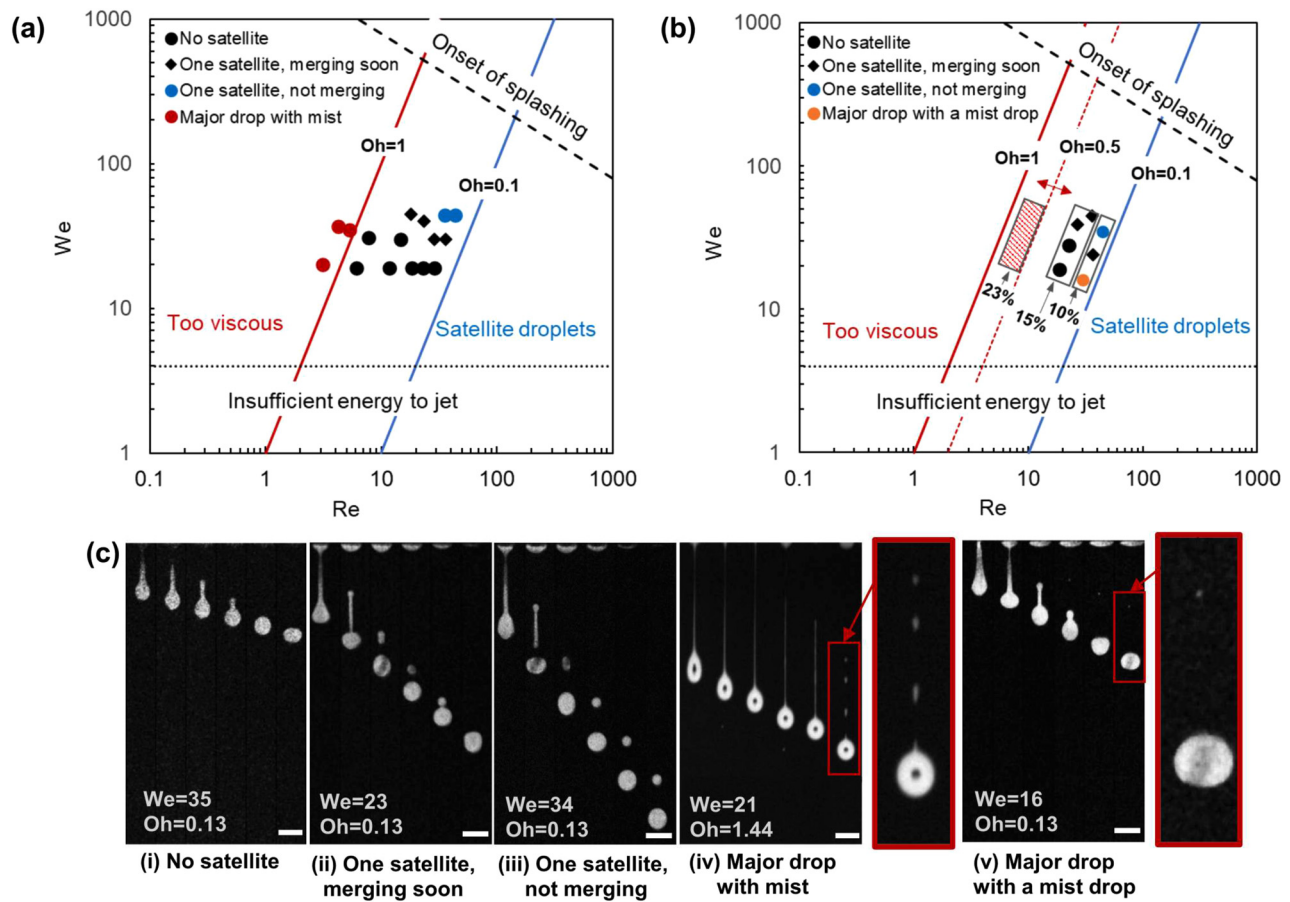 (a)
1000
100
10
1
We
0.1
1
10
100
1000
Re
No satellite
One satellite, merging soon
One satellite, not merging
Major drop with mist
Onset of splashing
Oh=1
Oh=0.1
Too viscous
Satellite droplets
Insufficient energy to jet
(b)
1000
100
10
1
We
0.1
1
10
100
1000
Re
No satellite
One satellite, merging soon
One satellite, not merging
Major drop with a mist drop
Onset of splashing
Oh=1
Oh=0.5
Oh=0.1
23%
15%
10%
Too viscous
Satellite droplets
Insufficient energy to jet
(c)
We=35
Oh=0.13
(i) No satellite
We=23
Oh=0.13
(ii) One satellite,
merging soon
We=34
Oh=0.13
(iii) One satellite,
not merging
We=21
Oh=1.44
(iv) Major drop
with mist
We=16
Oh=0.13
(v) Major drop
with a mist drop